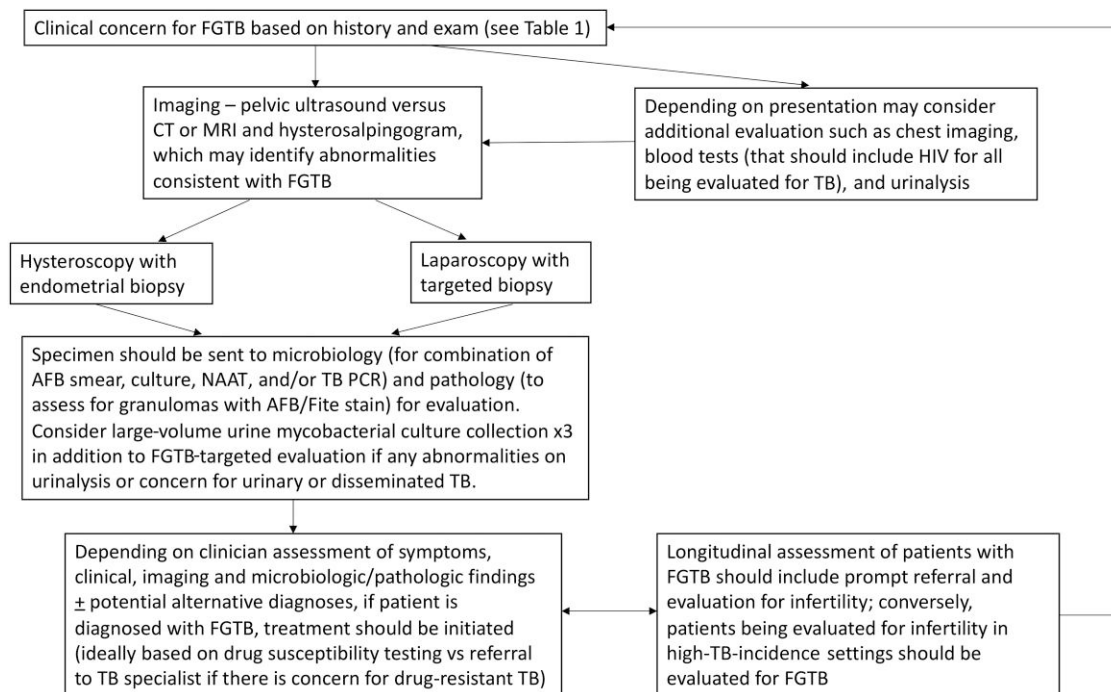 Clinical concern for FGTB based on history and exam (see Table 1)
Imaging – pelvic ultrasound versus
CT or MRI and hysterosalpingogram,
which may identify abnormalities
consistent with FGTB
Depending on presentation may consider
additional evaluation such as chest imaging,
blood tests (that should include HIV for all
being evaluated for TB), and urinalysis
Hysteroscopy with
endometrial biopsy
Laparoscopy with
targeted biopsy
Specimen should be sent to microbiology (for combination of
AFB smear, culture, NAAT, and/or TB PCR) and pathology (to
assess for granulomas with AFB/Fite stain) for evaluation.
Consider large-volume urine mycobacterial culture collection x3
in addition to FGTB-targeted evaluation if any abnormalities on
urinalysis or concern for urinary or disseminated TB.
Depending on clinician assessment of symptoms,
clinical, imaging and microbiologic/pathologic findings
± potential alternative diagnoses, if patient is
diagnosed with FGTB, treatment should be initiated
(ideally based on drug susceptibility testing vs referral
to TB specialist if there is concern for drug-resistant TB)
Longitudinal assessment of patients with
FGTB should include prompt referral and
evaluation for infertility; conversely,
patients being evaluated for infertility in
high-TB-incidence settings should be
evaluated for FGTB